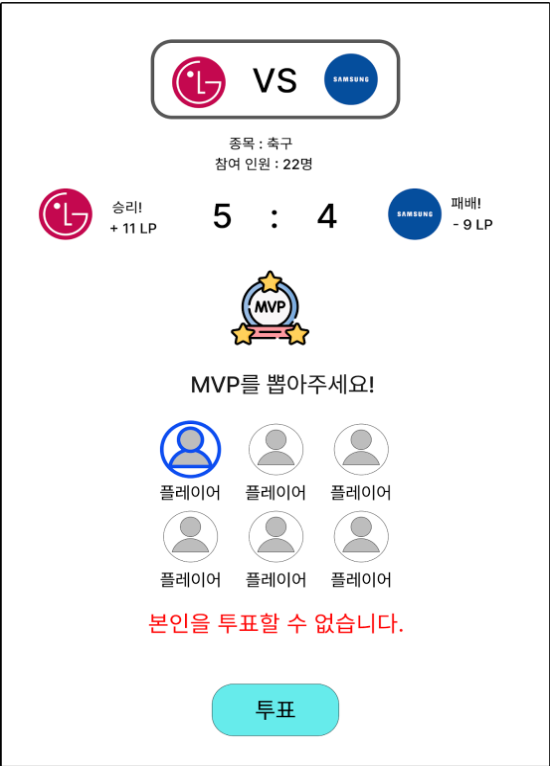 LG VS SAMSUNG
종목 : 축구
참여 인원 : 22명
LG 승리! 5 : 4 SAMSUNG 패배!
+ 11 LP - 9 LP
MVP
MVP를 뽑아주세요!
플레이어 플레이어 플레이어
플레이어 플레이어 플레이어
본인을 투표할 수 없습니다.
투표